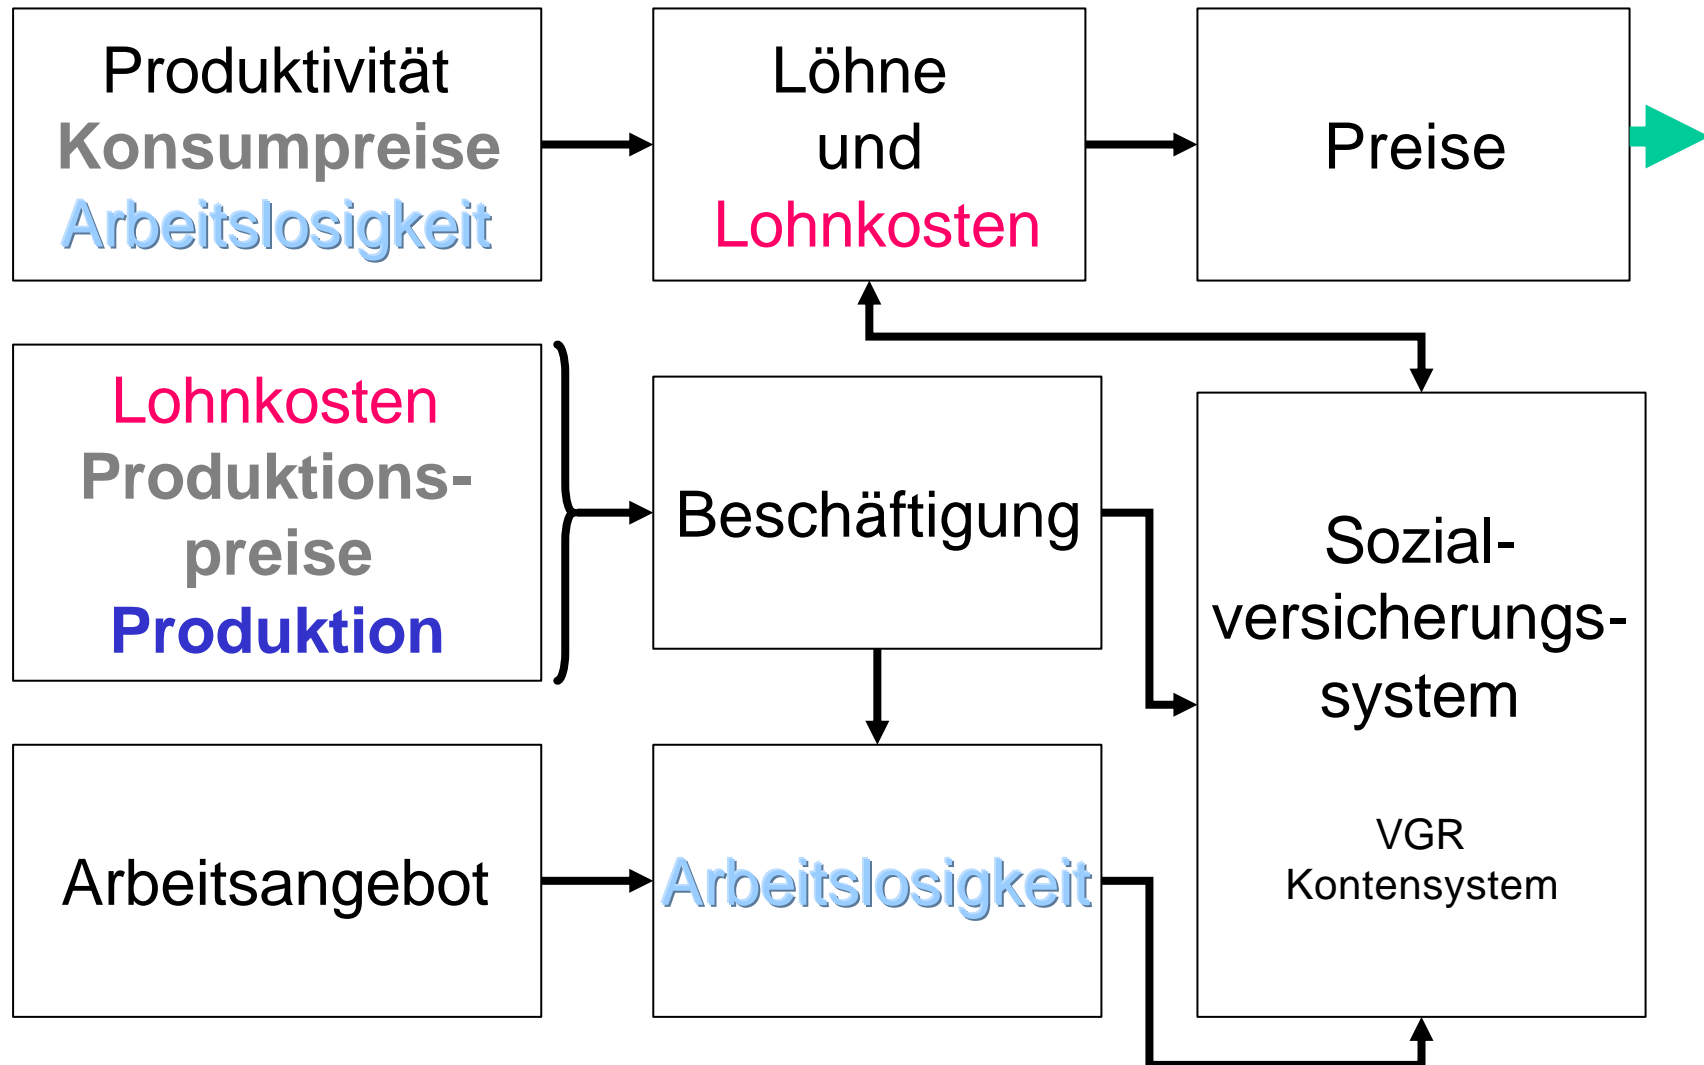 Produktivität
Konsumpreise
Arbeitslosigkeit
Löhne
und
Lohnkosten
Preise
Lohnkosten
Produktions-
preise
Produktion
Beschäftigung
Sozial-
versicherungs-
system
VGR
Kontensystem
Arbeitsangebot
Arbeitslosigkeit